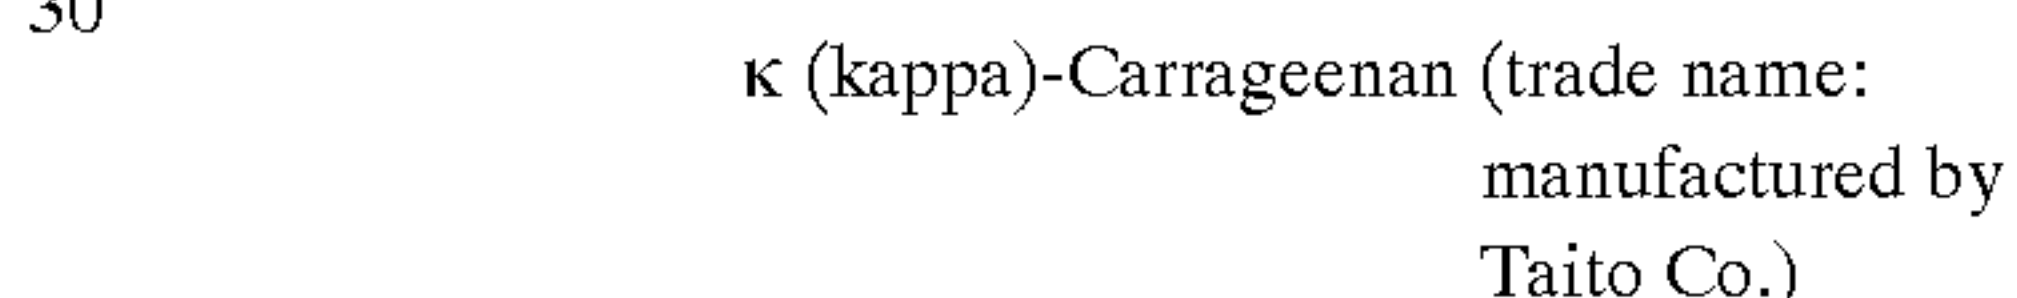 30
κ (kappa)-Carrageenan (trade name:
manufactured by
Taito Co.)